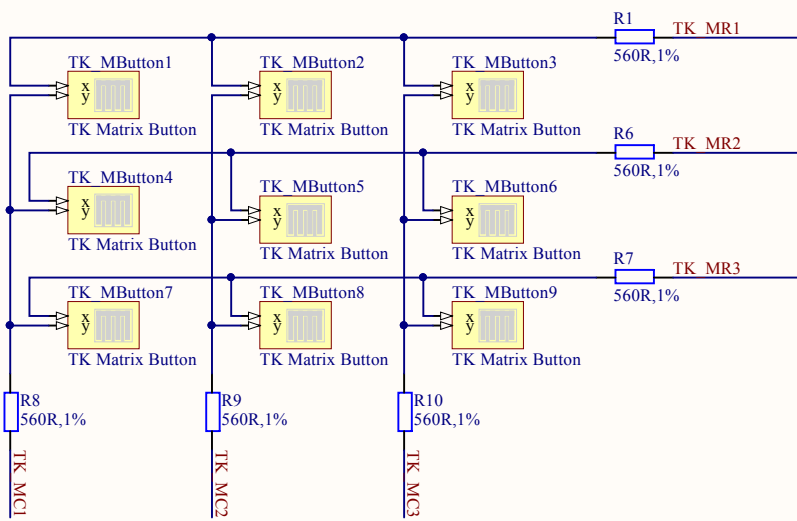 R1
TK_MR1
560R,1%
TK_MButton1
TK_MButton2
TK_MButton3
x
y
x
y
x
y
TK Matrix Button
TK Matrix Button
TK Matrix Button
R6
TK_MR2
560R,1%
TK_MButton4
TK_MButton5
TK_MButton6
x
y
x
y
x
y
TK Matrix Button
TK Matrix Button
TK Matrix Button
R7
TK_MR3
560R,1%
TK_MButton7
TK_MButton8
TK_MButton9
x
y
x
y
x
y
TK Matrix Button
TK Matrix Button
TK Matrix Button
R8
560R,1%
R9
560R,1%
R10
560R,1%
TK_MC1
TK_MC2
TK_MC3